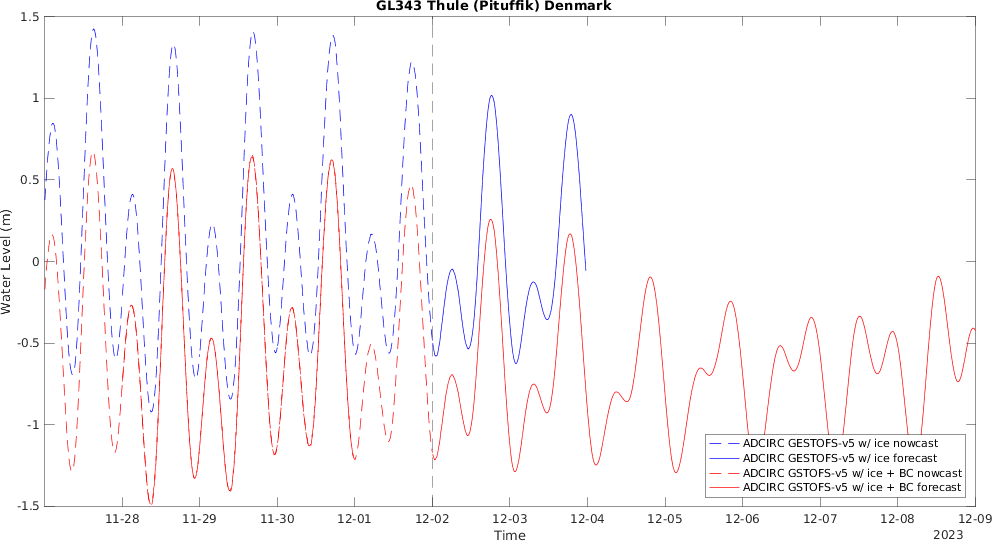 GL343 Thule (Pituffik) Denmark
1.5
1
0.5
0
-0.5
-1
-1.5
Water Level (m)
11-28 11-29 11-30 12-01 12-02 12-03 12-04 12-05 12-06 12-07 12-08 12-09
Time
2023
ADCIRC GESTOFS-v5 w/ ice nowcast
ADCIRC GESTOFS-v5 w/ ice forecast
ADCIRC GSTOFS-v5 w/ ice + BC nowcast
ADCIRC GSTOFS-v5 w/ ice + BC forecast